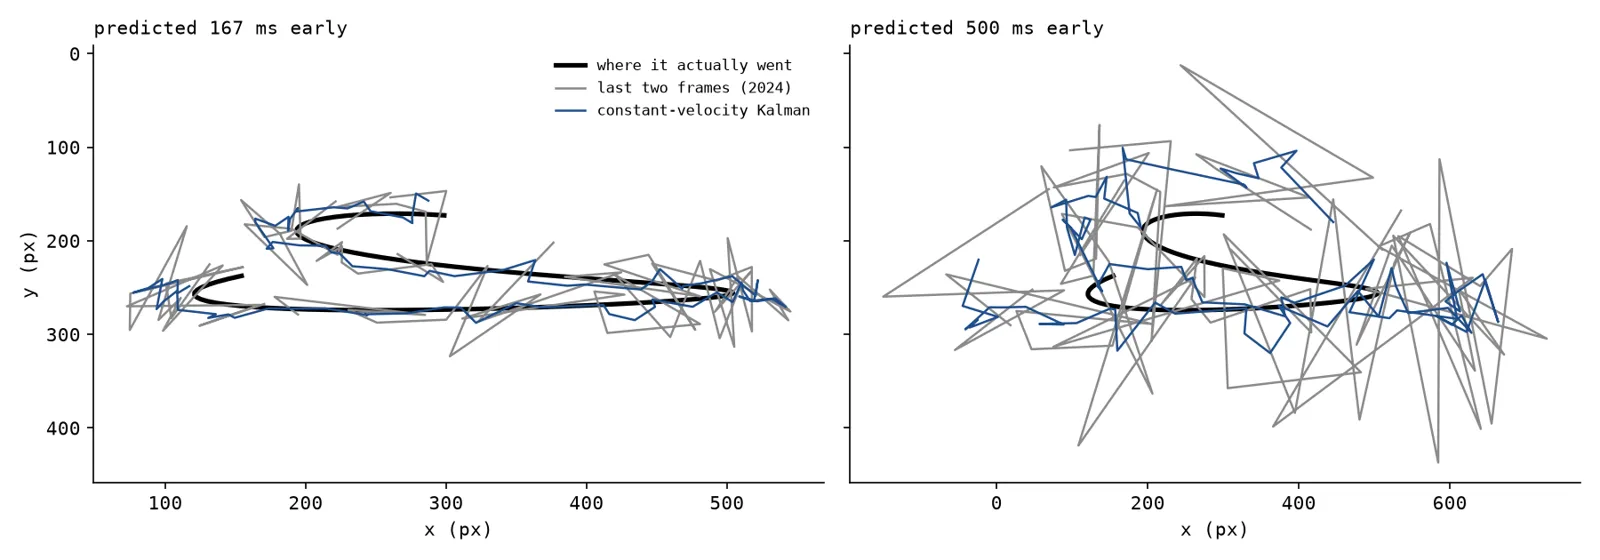 predicted 167 ms early
where it actually went
last two frames (2024)
constant-velocity Kalman
0
100
200
300
400
y (px)
100
200
300
400
500
x (px)
predicted 500 ms early
0
200
400
600
x (px)